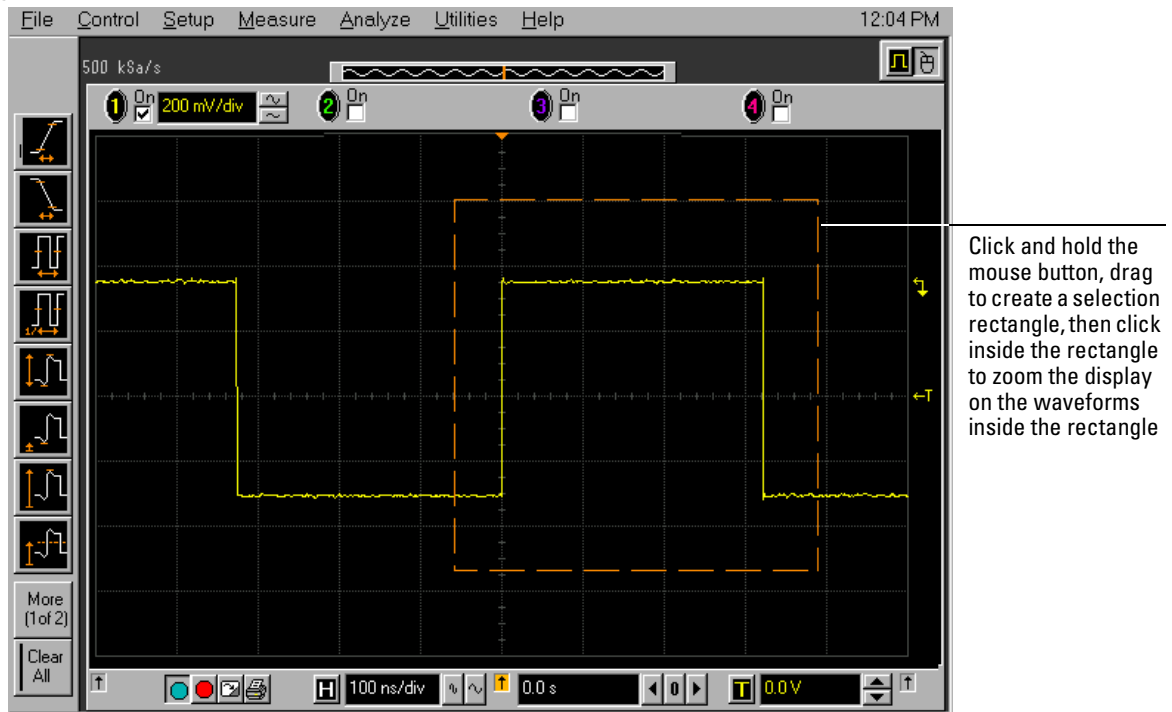 File Control Setup Measure Analyze Utilities Help 12:04 PM
500 kSa/s
1 On 200 mV/div 2 On 3 On 4 On
T
1/
More
(1of 2)
Clear
All
H 100 ns/div 0.0 s 0 T 0.0 V
Click and hold the
mouse button, drag
to create a selection
rectangle, then click
inside the rectangle
to zoom the display
on the waveforms
inside the rectangle